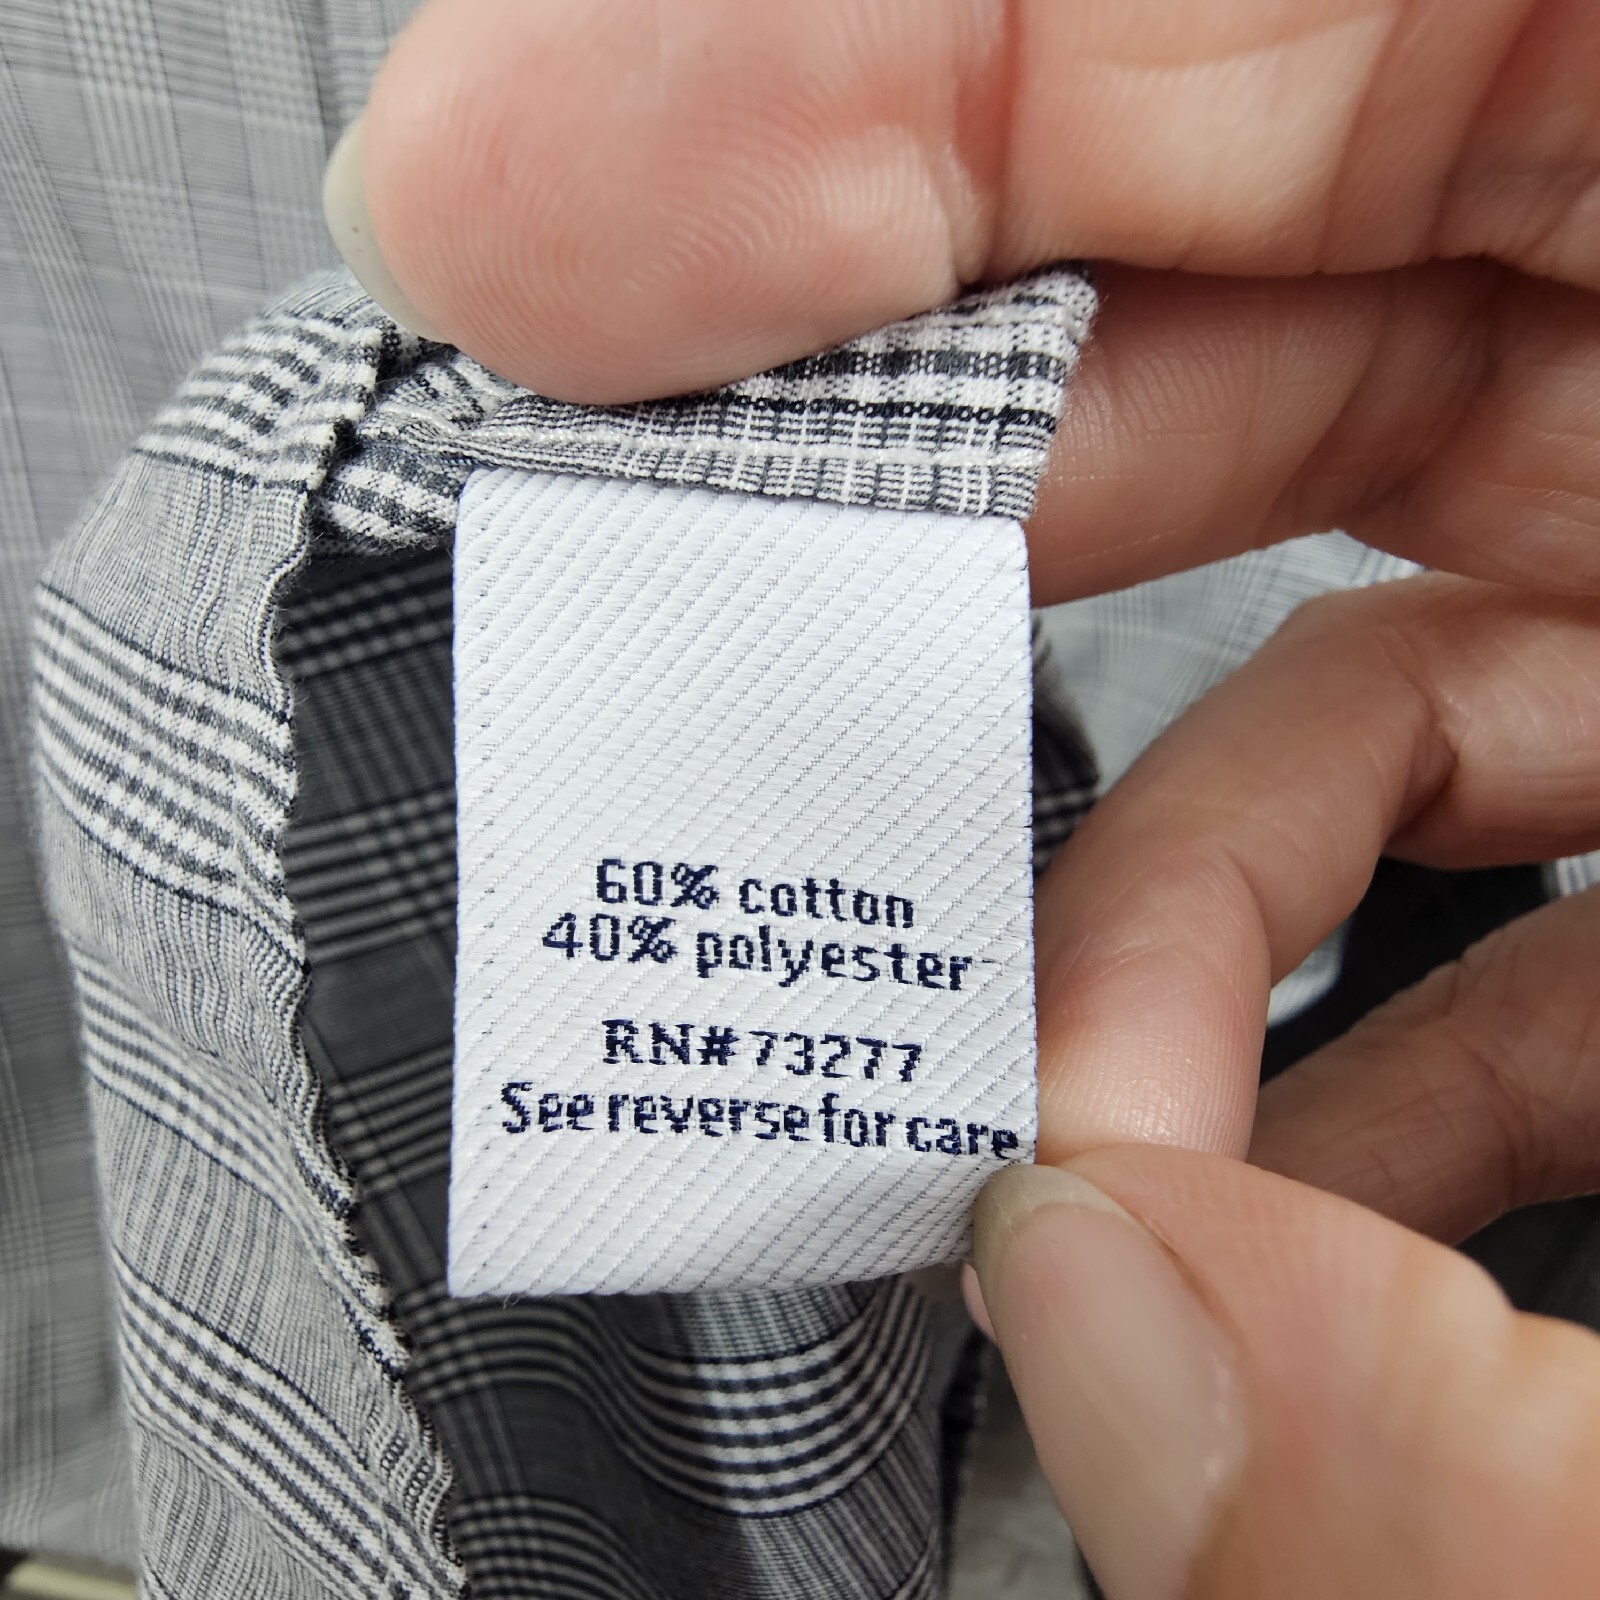 60% cotton
40% polyester
RN# 73277
See reverse for care